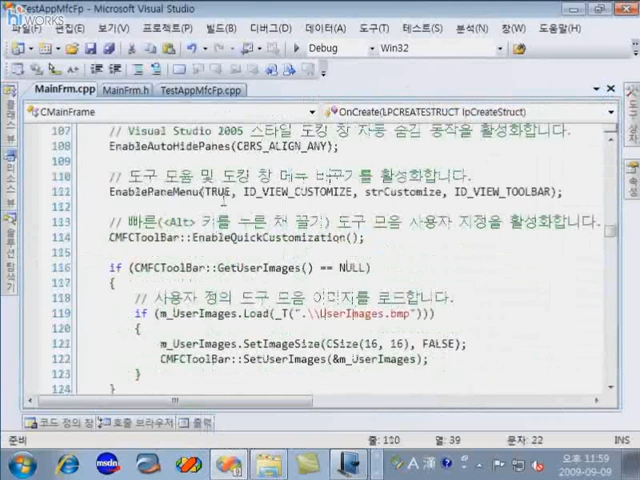 TestAppMfcFp - Microsoft Visual Studio
hi
works
파일(F) 편집(E) 보기(V) 프로젝트(P) 빌드(B) 디버그(D) 데이터(A) 도구(T) 테스트(S) 분석(N) 창(W) 도움말(H)
Debug Win32
MainFrm.cpp MainFrm.h TestAppMfcFp.cpp
CMainFrame OnCreate(LPCREATESTRUCT lpCreateStruct)
107 // Visual Studio 2005 스타일 도킹 창 자동 숨김 동작을 활성화합니다.
108 EnableAutoHidePanes(CBRS_ALIGN_ANY);
109
110 // 도구 모음 및 도킹 창 메뉴 바꾸기를 활성화합니다.
111 EnablePaneMenu(TRUE, ID_VIEW_CUSTOMIZE, strCustomize, ID_VIEW_TOOLBAR);
112
113 // 빠른(<Alt> 키를 누른 채 끌기) 도구 모음 사용자 지정을 활성화합니다.
114 CMFCToolBar::EnableQuickCustomization();
115
116 if (CMFCToolBar::GetUserImages() == NULL)
117 {
118 // 사용자 정의 도구 모음 이미지를 로드합니다.
119 if (m_UserImages.Load(_T(".\\UserImages.bmp")))
120 {
121 m_UserImages.SetImageSize(CSize(16, 16), FALSE);
122 CMFCToolBar::SetUserImages(&m_UserImages);
123 }
124 }
코드 정의 창 호출 브라우저 출력
준비 줄: 110 열: 39 문자: 22 INS
msdn A 漢 오후 11:59
2009-09-09